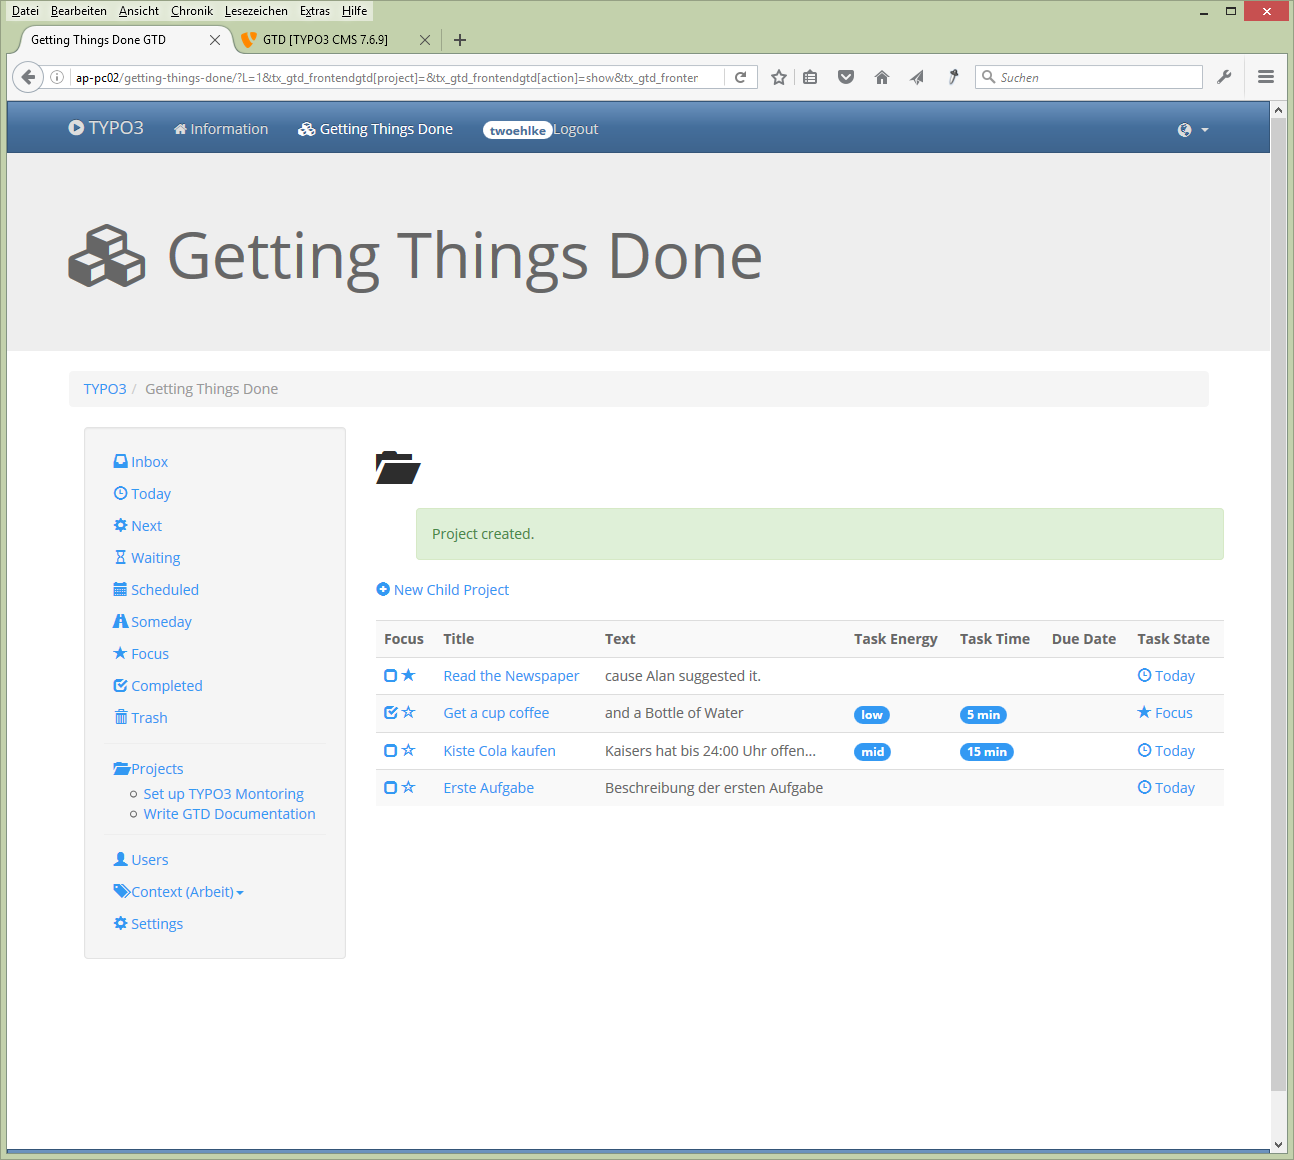 Datei Bearbeiten Ansicht Chronik Lesezeichen Extras Hilfe
Getting Things Done GTD
GTD [TYPO3 CMS 7.6.9]
ap-pc02/getting-things-done/?L=1&tx_gtd_frontendgtd[project]=&tx_gtd_frontendgtd[action]=show&tx_gtd_fronter
Suchen
TYPO3 Information Getting Things Done twoehlke Logout
Getting Things Done
TYPO3 / Getting Things Done
Inbox
Today
Next
Waiting
Scheduled
Someday
Focus
Completed
Trash
Projects
Set up TYPO3 Montoring
Write GTD Documentation
Users
Context (Arbeit)
Settings
Project created.
New Child Project
Focus Title Text Task Energy Task Time Due Date Task State
Read the Newspaper cause Alan suggested it. Today
Get a cup coffee and a Bottle of Water low 5 min Focus
Kiste Cola kaufen Kaisers hat bis 24:00 Uhr offen... mid 15 min Today
Erste Aufgabe Beschreibung der ersten Aufgabe Today